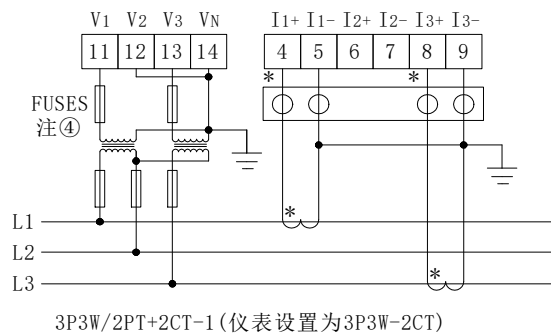 V1 V2 V3 VN I1+ I1- I2+ I2- I3+ I3-
11 12 13 14 4 5 6 7 8 9
* *
FUSES
注④
*
L1
L2
*
L3
3P3W/2PT+2CT-1(仪表设置为3P3W-2CT)